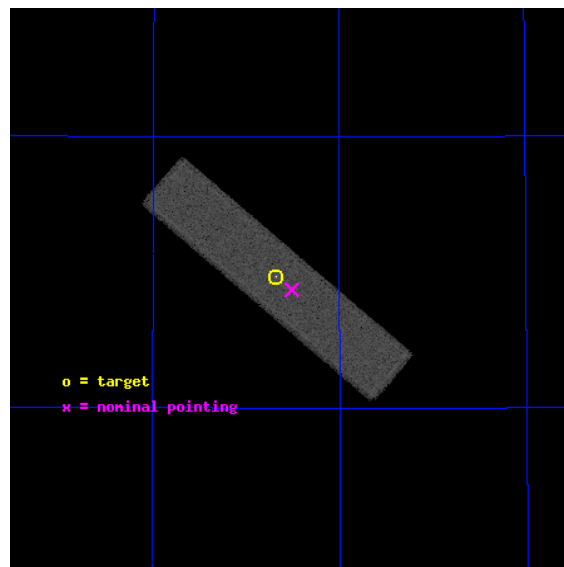 o = target
x = nominal pointing